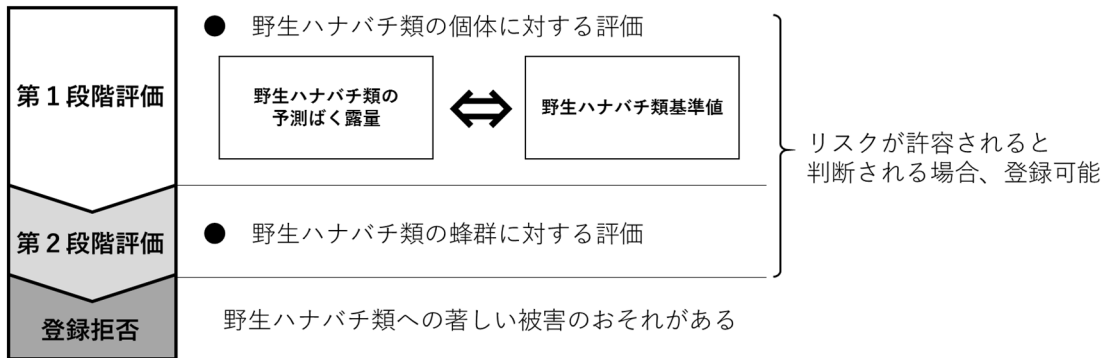 第１段階評価
● 野生ハナバチ類の個体に対する評価
野生ハナバチ類の
予測ばく露量
野生ハナバチ類基準値
リスクが許容されると
判断される場合、登録可能
第２段階評価
● 野生ハナバチ類の蜂群に対する評価
登録拒否
野生ハナバチ類への著しい被害のおそれがある